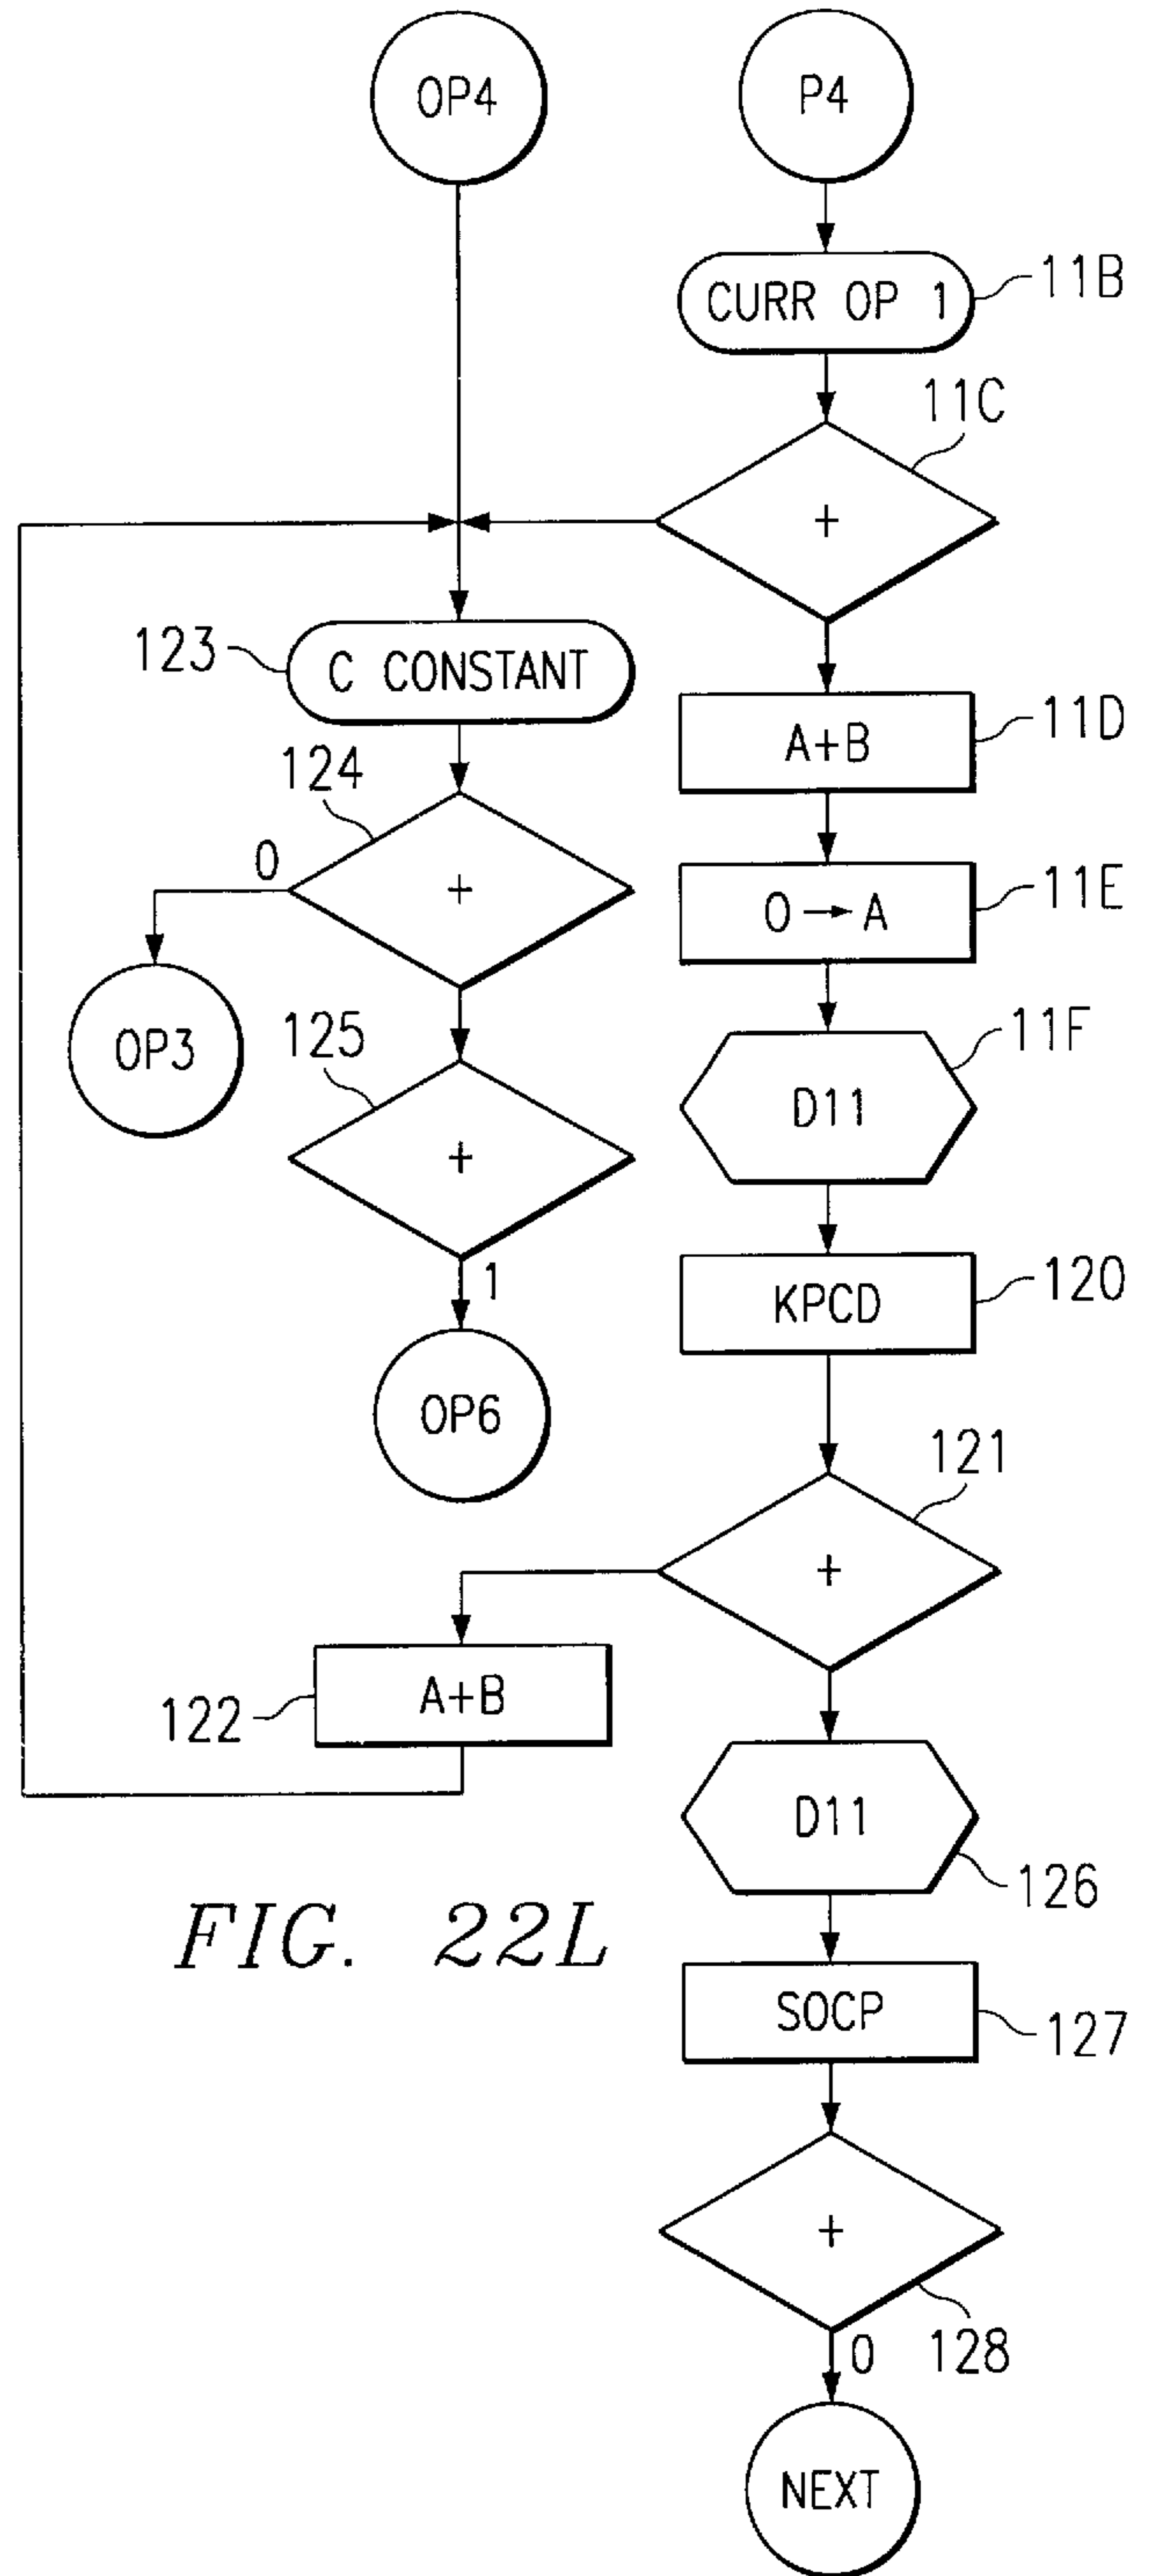 OP4
P4
CURR OP 1
11B
11C
+
123
C CONSTANT
11D
A+B
124
0
+
11E
0→A
OP3
125
+
11F
D11
1
120
KPCD
OP6
121
+
122
A+B
D11
126
FIG. 22L
SOCP
127
+
128
0
NEXT